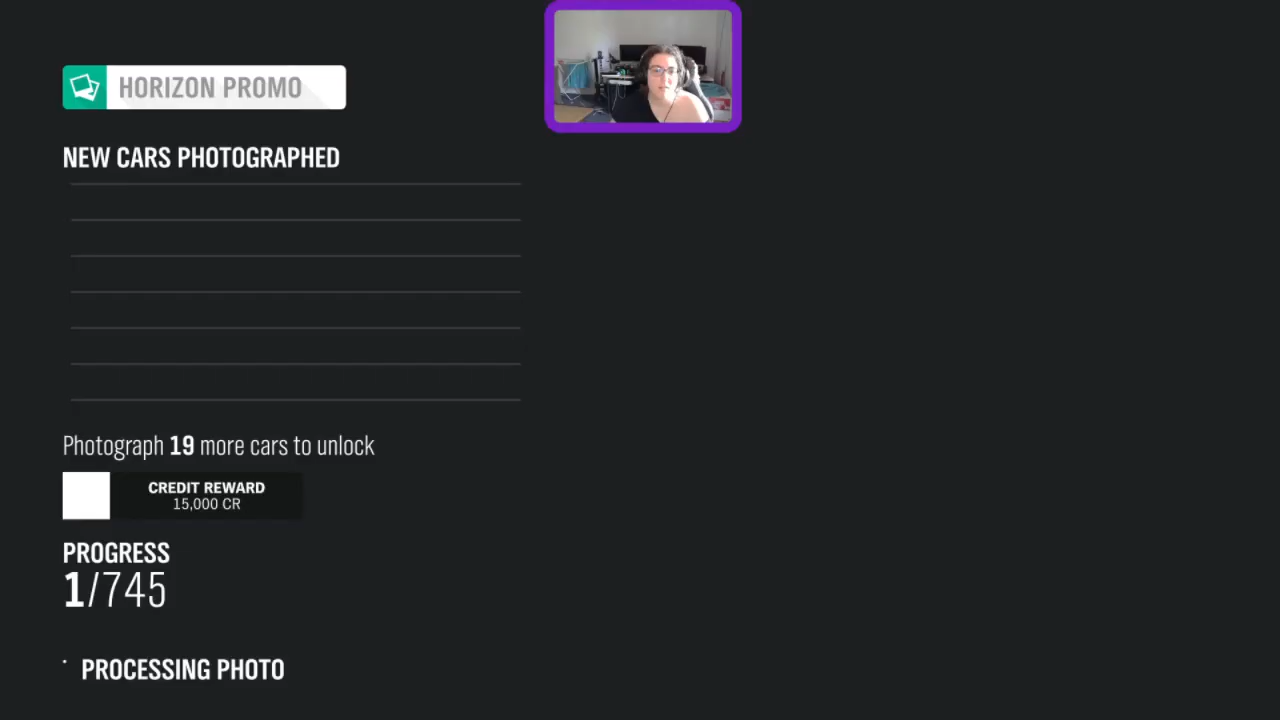 HORIZON PROMO
NEW CARS PHOTOGRAPHED
Photograph 19 more cars to unlock
CREDIT REWARD
15,000 CR
PROGRESS
1/745
PROCESSING PHOTO